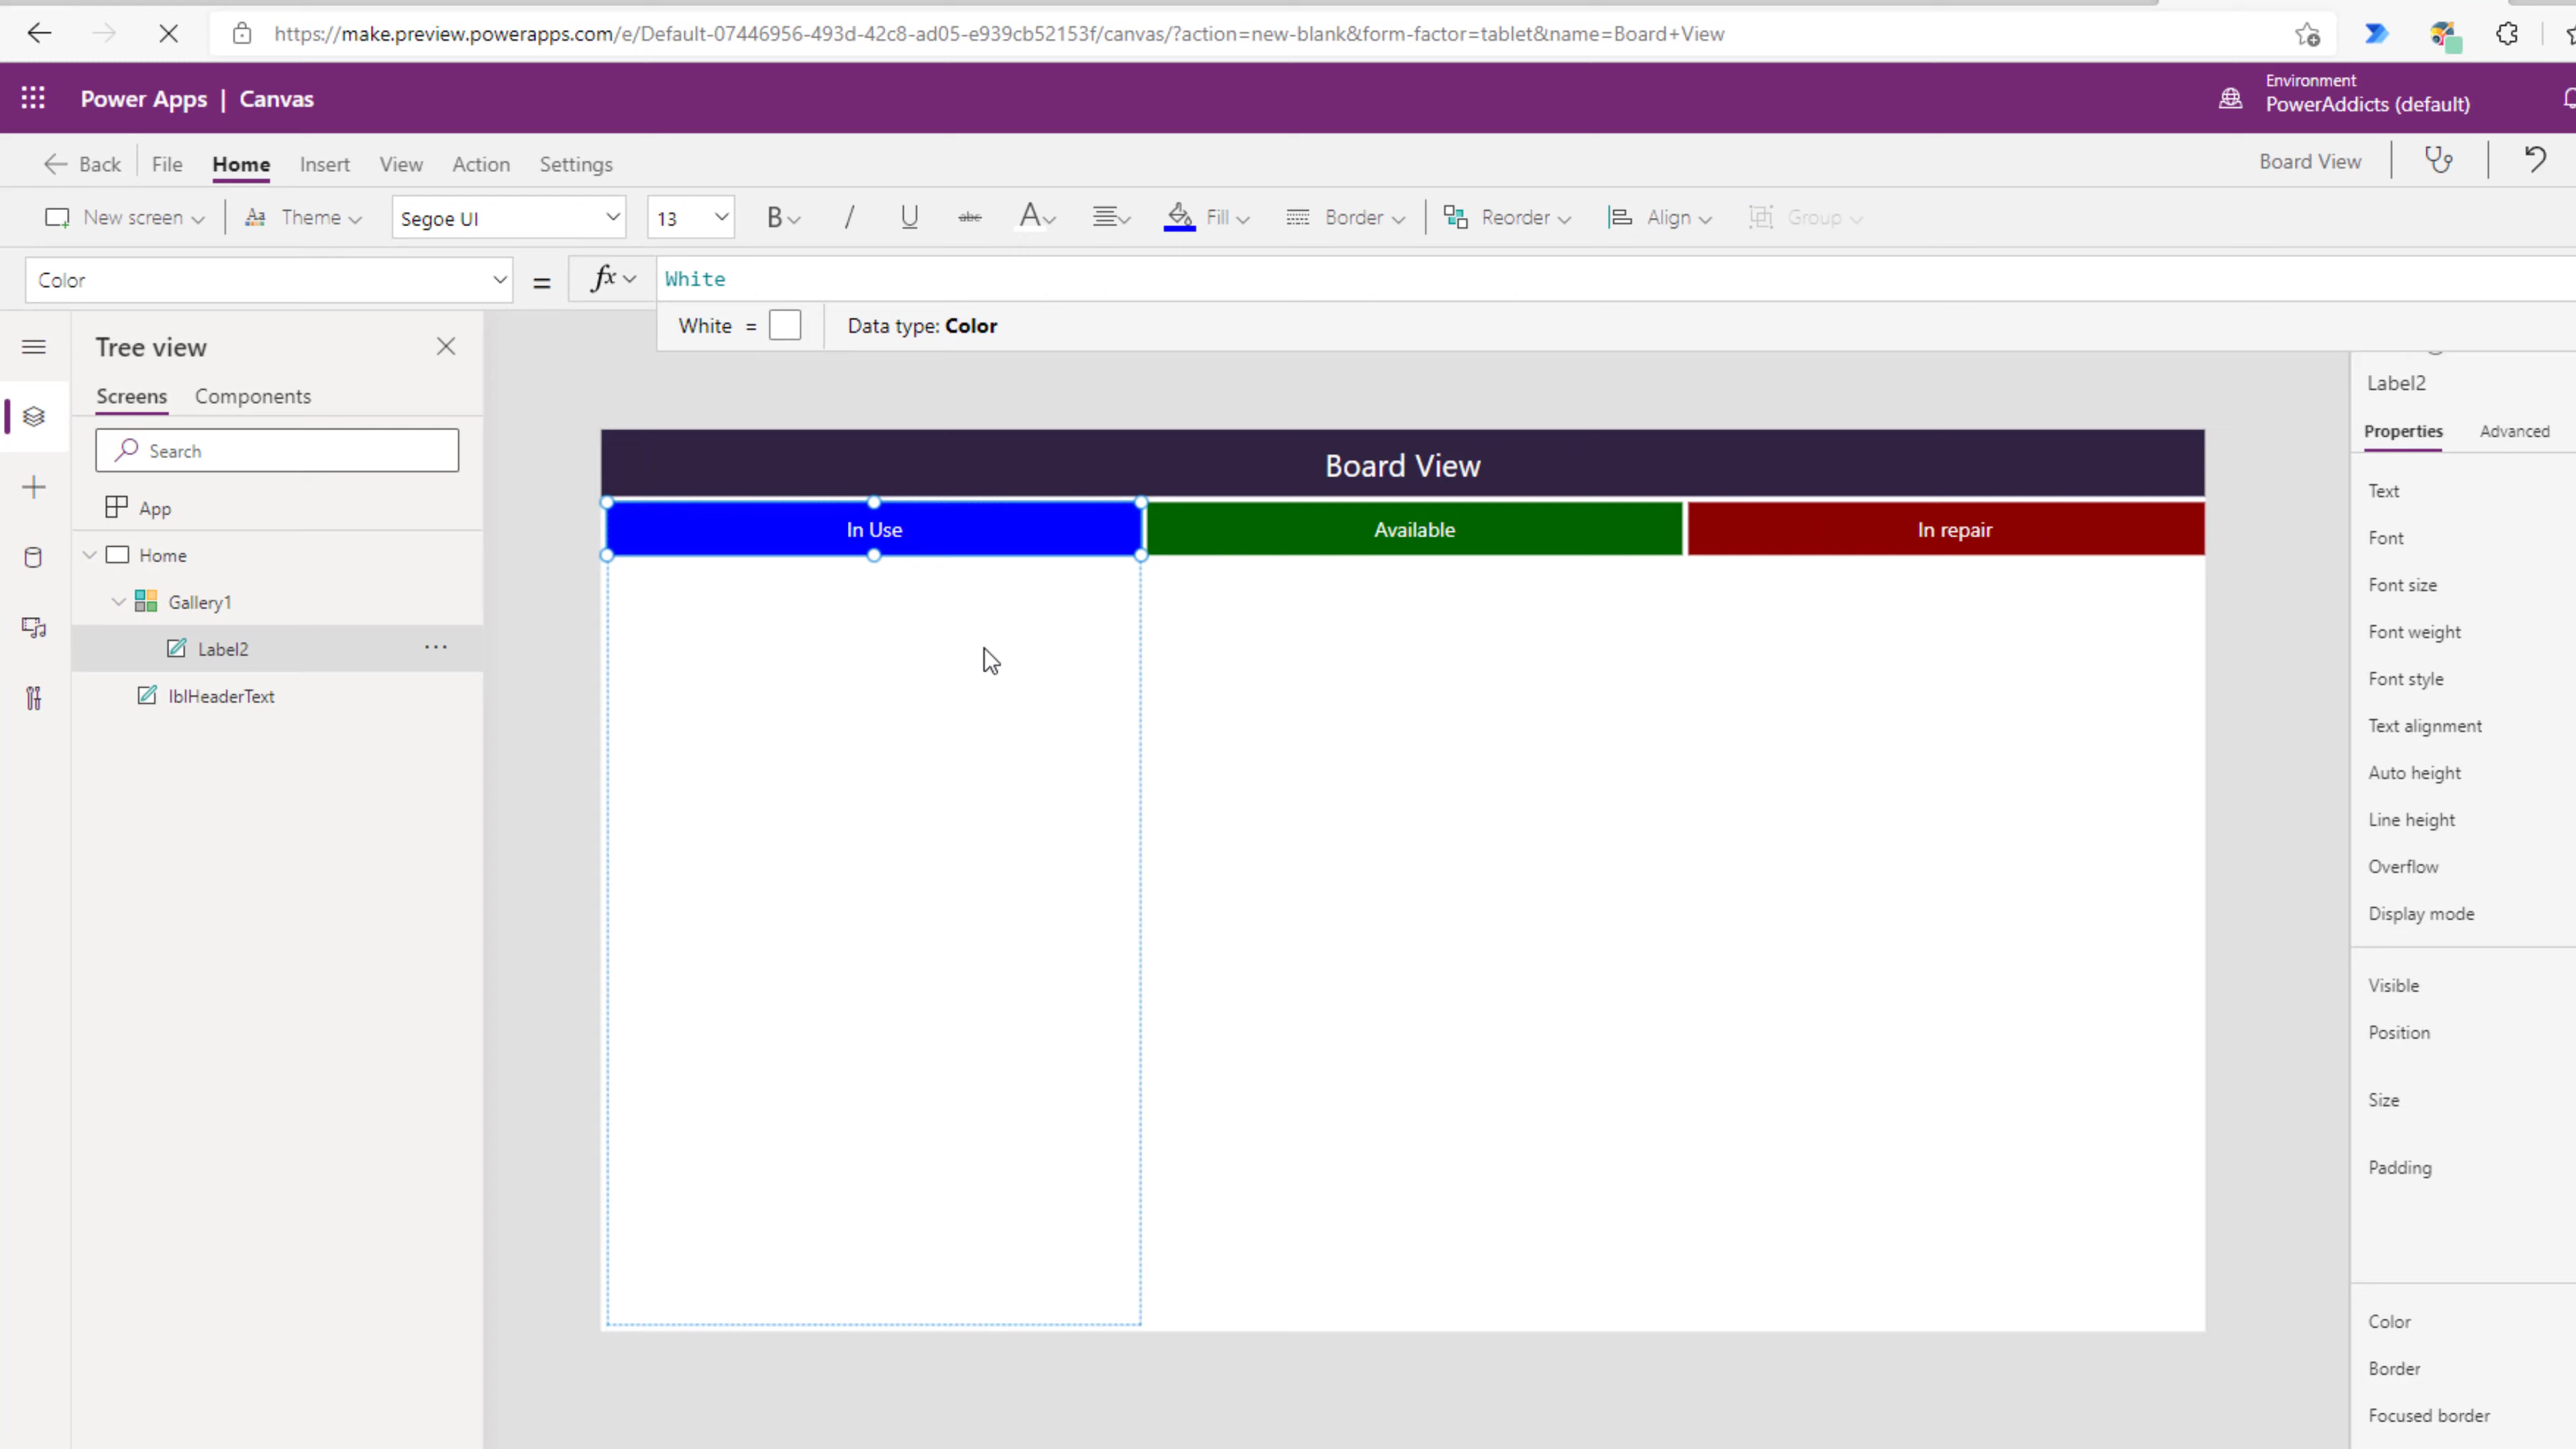 https://make.preview.powerapps.com/e/Default-07446956-493d-42c8-ad05-e939cb52153f/canvas/?action=new-blank&form-factor=tablet&name=Board+View
Power Apps | Canvas
Environment
PowerAddicts (default)
Back File Home Insert View Action Settings Board View
New screen Theme Segoe UI 13 B / U abc A Fill Border Reorder Align Group
Color = fx White
White = Data type: Color
Tree view
Screens Components
Search
App
Home
Gallery1
Label2 ...
lblHeaderText
Board View
In Use Available In repair
Label2
Properties Advanced
Text
Font
Font size
Font weight
Font style
Text alignment
Auto height
Line height
Overflow
Display mode
Visible
Position
Size
Padding
Color
Border
Focused border